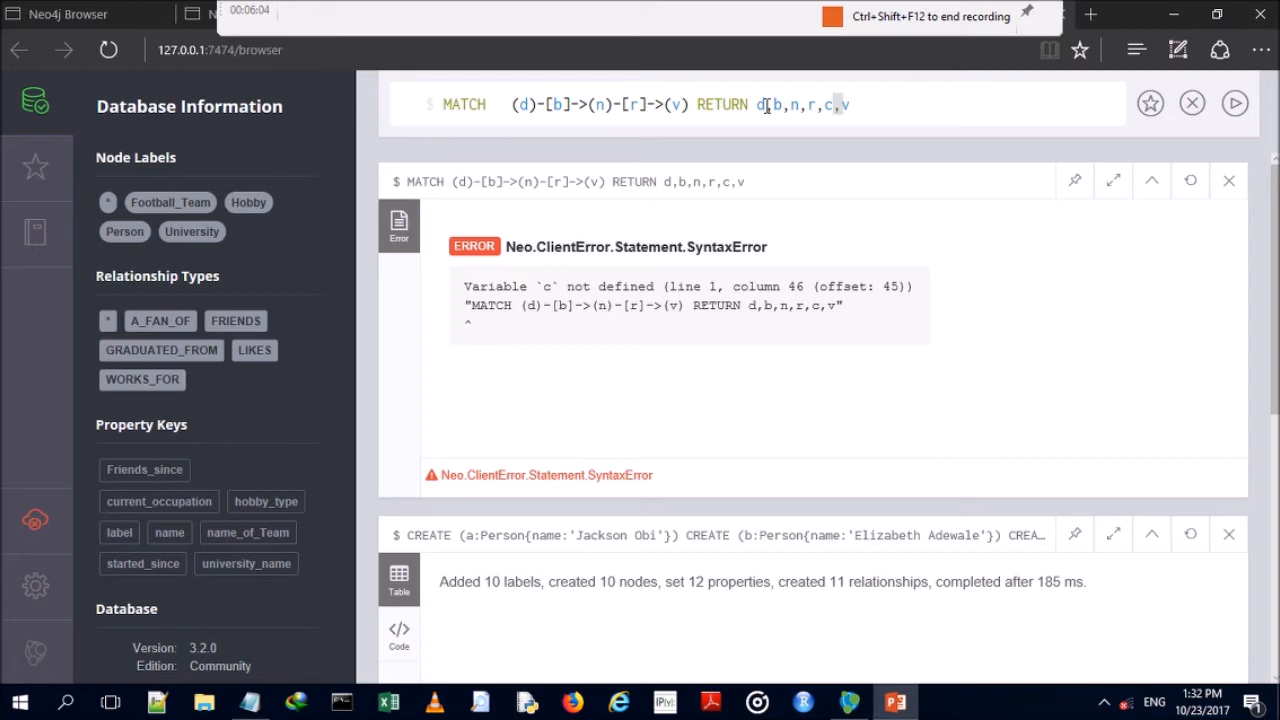 Neo4j Browser
N
00:06:04
Ctrl+Shift+F12 to end recording
127.0.0.1:7474/browser
Database Information
Node Labels
*
Football_Team
Hobby
Person
University
Relationship Types
*
A_FAN_OF
FRIENDS
GRADUATED_FROM
LIKES
WORKS_FOR
Property Keys
Friends_since
current_occupation
hobby_type
label
name
name_of_Team
started_since
university_name
Database
Version: 3.2.0
Edition: Community
$ MATCH (d)-[b]->(n)-[r]->(v) RETURN d,b,n,r,c,v
$ MATCH (d)-[b]->(n)-[r]->(v) RETURN d,b,n,r,c,v
Error
ERROR Neo.ClientError.Statement.SyntaxError
Variable `c` not defined (line 1, column 46 (offset: 45))
"MATCH (d)-[b]->(n)-[r]->(v) RETURN d,b,n,r,c,v"
^
Neo.ClientError.Statement.SyntaxError
$ CREATE (a:Person{name:'Jackson Obi'}) CREATE (b:Person{name:'Elizabeth Adewale'}) CREA…
Table
Added 10 labels, created 10 nodes, set 12 properties, created 11 relationships, completed after 185 ms.
</>
Code
IP[y]:
R
ENG
1:32 PM
10/23/2017
1